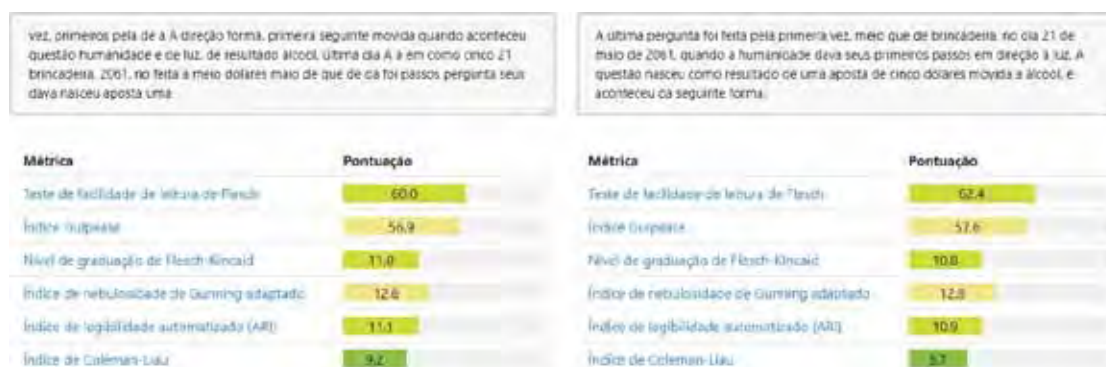 vez, primeiros pela de a A direção forma, primeira seguinte movida quando aconteceu
questão humanidade e de luz, de resultado álcool, última dia A à em como cinco 21
brincadeira, 2061, no feita a meio dólares maio de que de da foi passos pergunta seus
dava nasceu aposta uma
Métrica Pontuação
Teste de facilidade de leitura de Flesch 60.0
Índice Gulpease 56.9
Nível de graduação de Flesch-Kincaid 11.0
Índice de nebulosidade de Gunning adaptado 12.6
Índice de legibilidade automatizado (ARI) 11.1
Índice de Coleman-Liau 9.2
A última pergunta foi feita pela primeira vez, meio que de brincadeira, no dia 21 de
maio de 2061, quando a humanidade dava seus primeiros passos em direção à luz. A
questão nasceu como resultado de uma aposta de cinco dólares movida a álcool, e
aconteceu da seguinte forma.
Métrica Pontuação
Teste de facilidade de leitura de Flesch 62.4
Índice Gulpease 57.6
Nível de graduação de Flesch-Kincaid 10.8
Índice de nebulosidade de Gunning adaptado 12.8
Índice de legibilidade automatizado (ARI) 10.9
Índice de Coleman-Liau